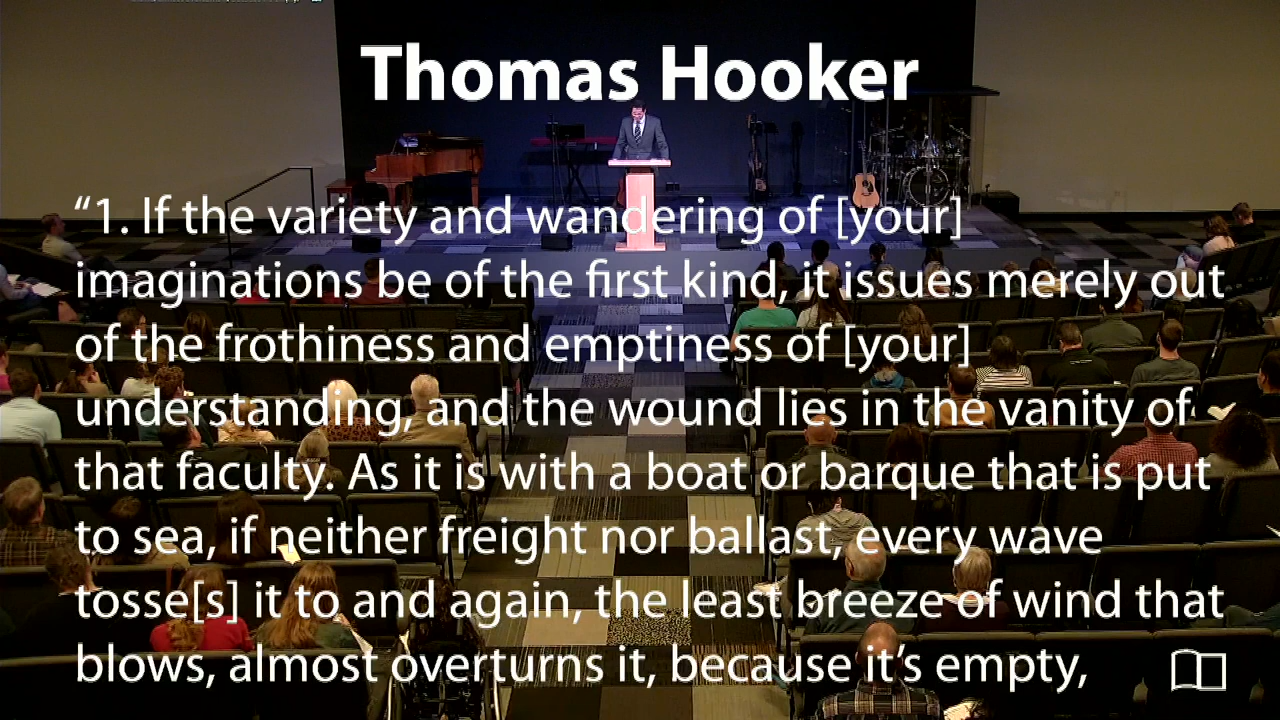 Thomas Hooker
“1. If the variety and wandering of [your]
imaginations be of the first kind, it issues merely out
of the frothiness and emptiness of [your]
understanding, and the wound lies in the vanity of
that faculty. As it is with a boat or barque that is put
to sea, if neither freight nor ballast, every wave
tosse[s] it to and again, the least breeze of wind that
blows, almost overturns it, because it’s empty,